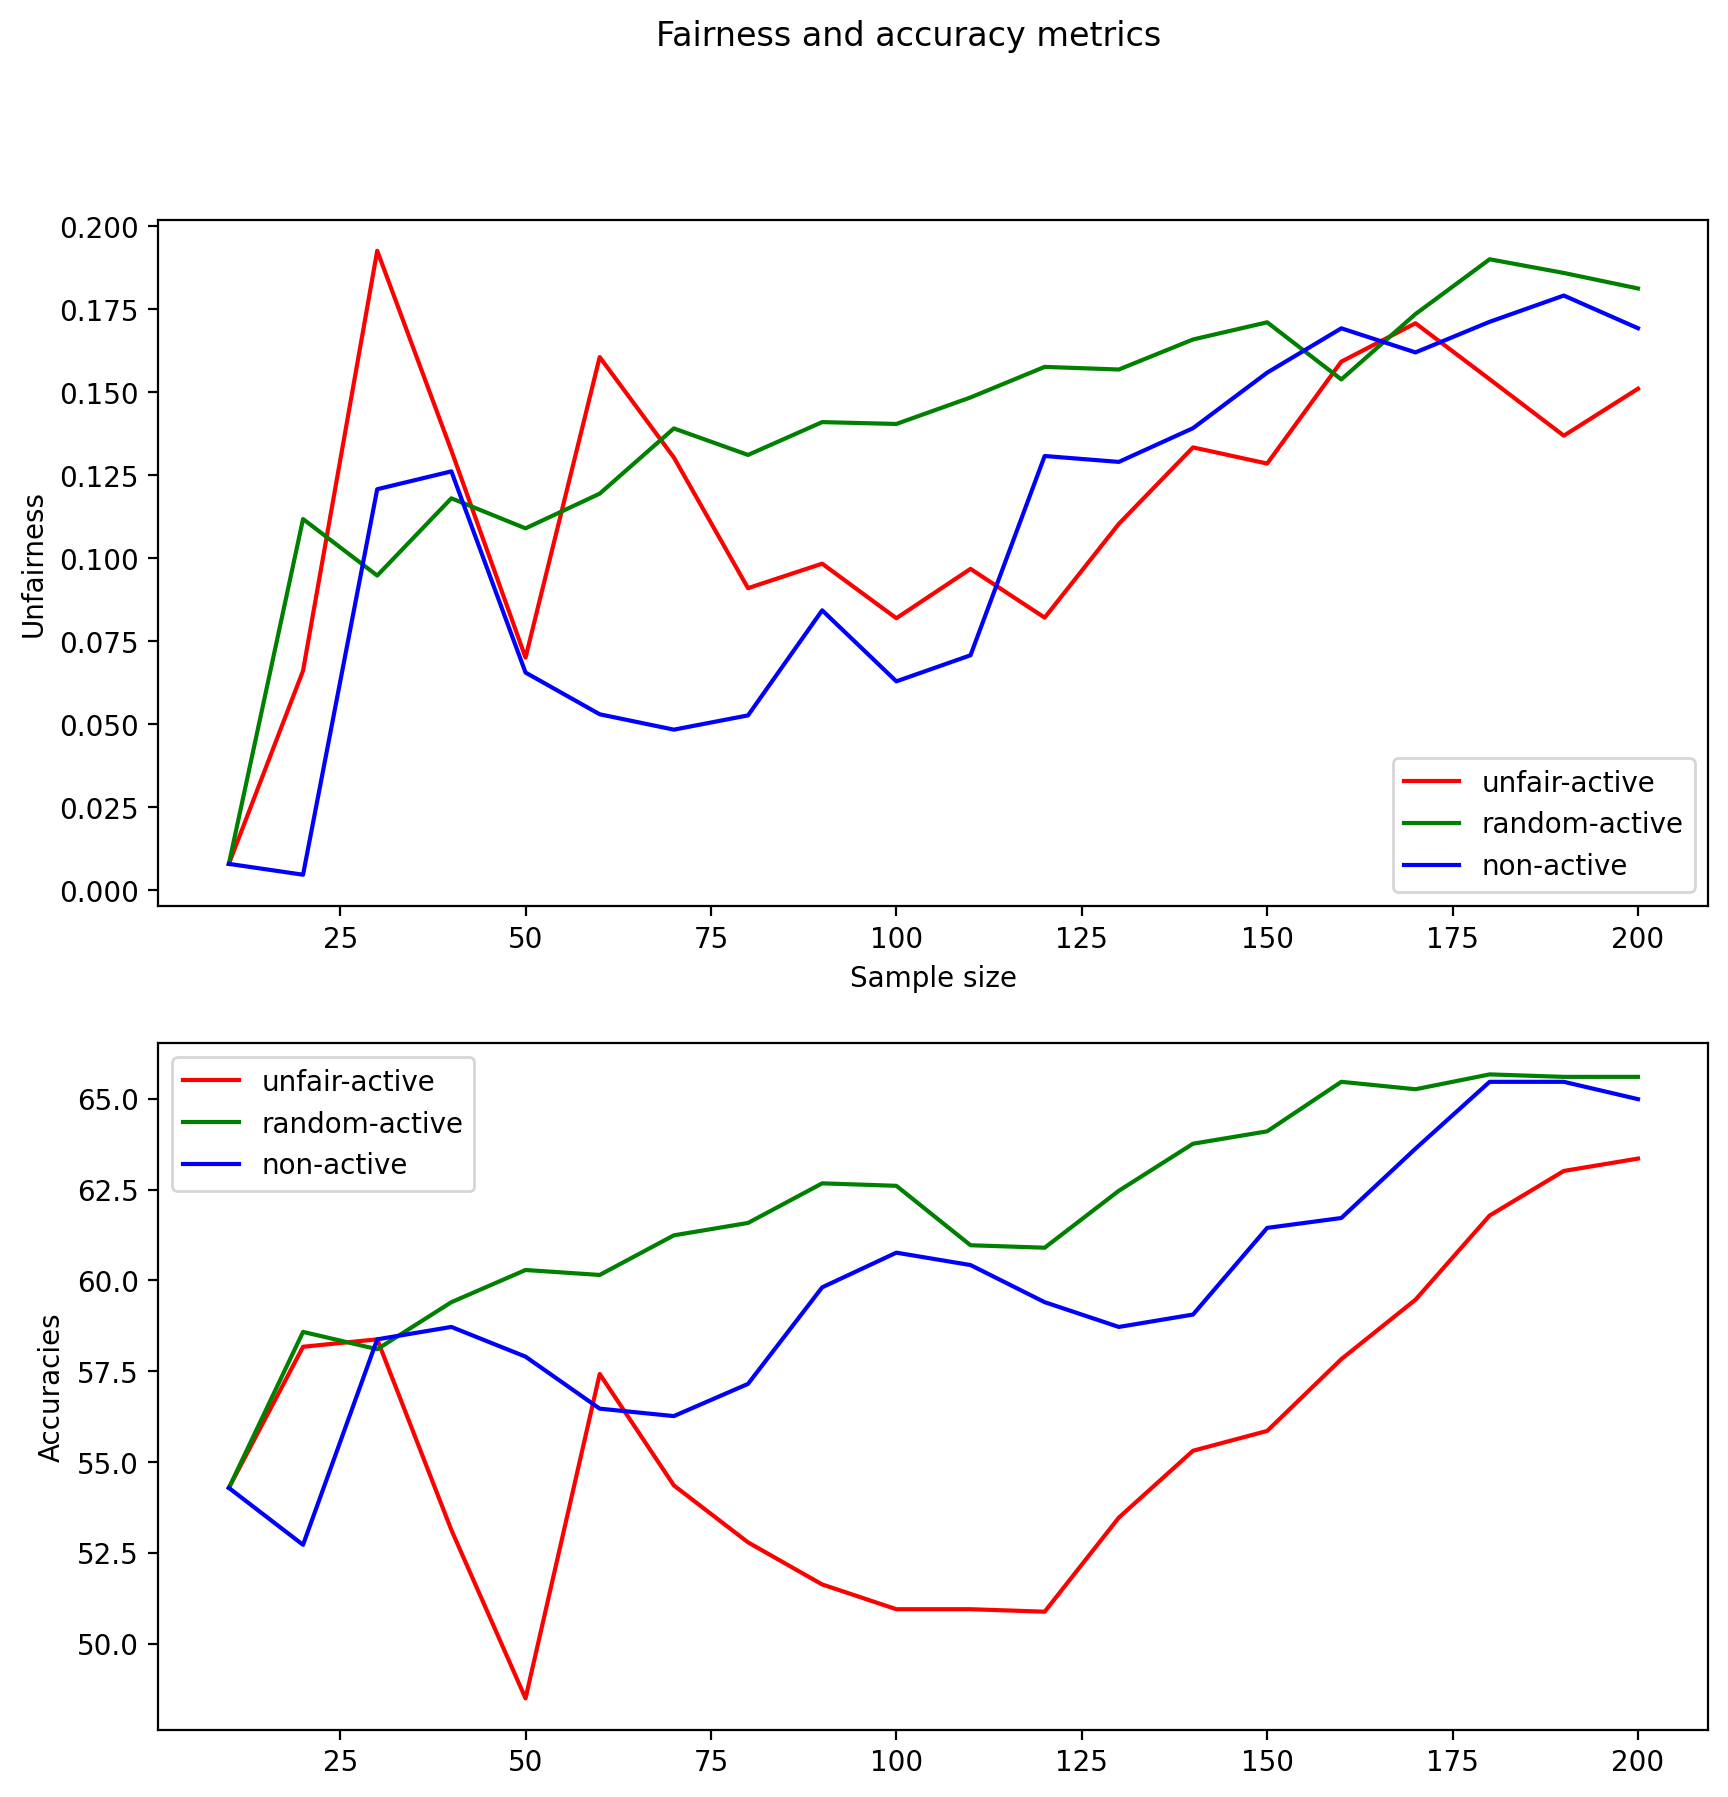 Fairness and accuracy metrics
0.200
0.175
0.150
0.125
0.100
0.075
0.050
0.025
0.000
Unfairness
unfair-active
random-active
non-active
25 50 75 100 125 150 175 200
Sample size
65.0
62.5
60.0
57.5
55.0
52.5
50.0
Accuracies
unfair-active
random-active
non-active
25 50 75 100 125 150 175 200